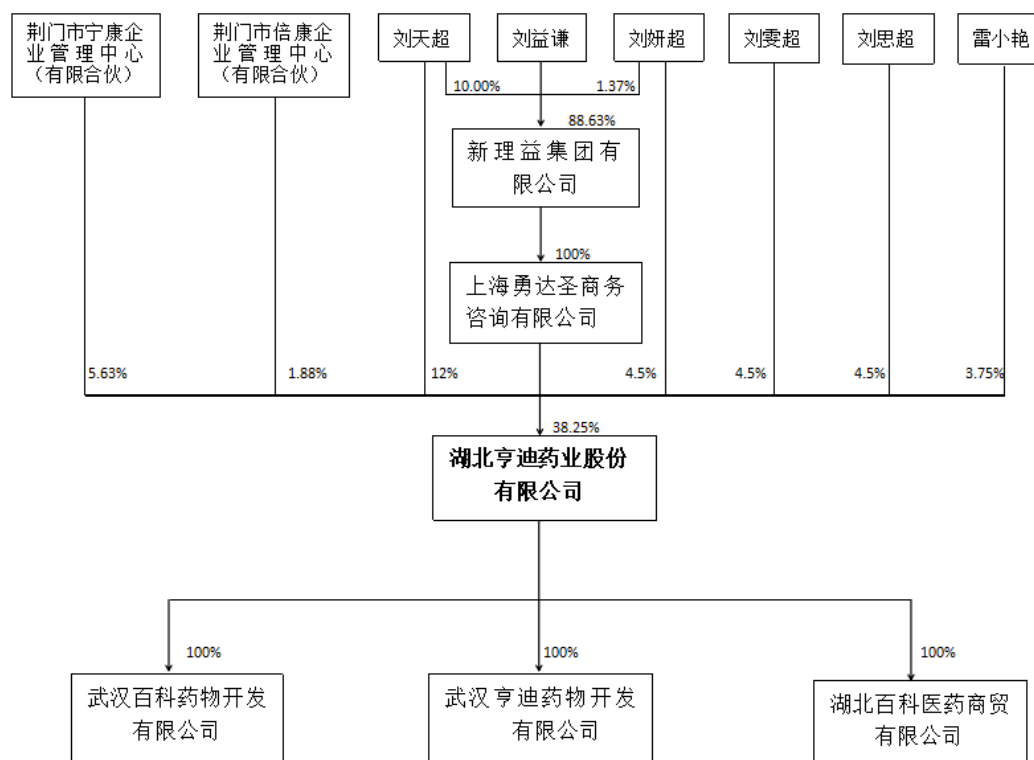 荆门市宁康企
业管理中心
（有限合伙）
荆门市倍康企
业管理中心
（有限合伙）
刘天超
刘益谦
刘妍超
刘雯超
刘思超
雷小艳
10.00%
1.37%
88.63%
新理益集团有
限公司
100%
上海勇达圣商务
咨询有限公司
5.63%
1.88%
12%
4.5%
4.5%
4.5%
3.75%
38.25%
湖北亨迪药业股份
有限公司
100%
100%
100%
武汉百科药物开发
有限公司
武汉亨迪药物开发
有限公司
湖北百科医药商贸
有限公司